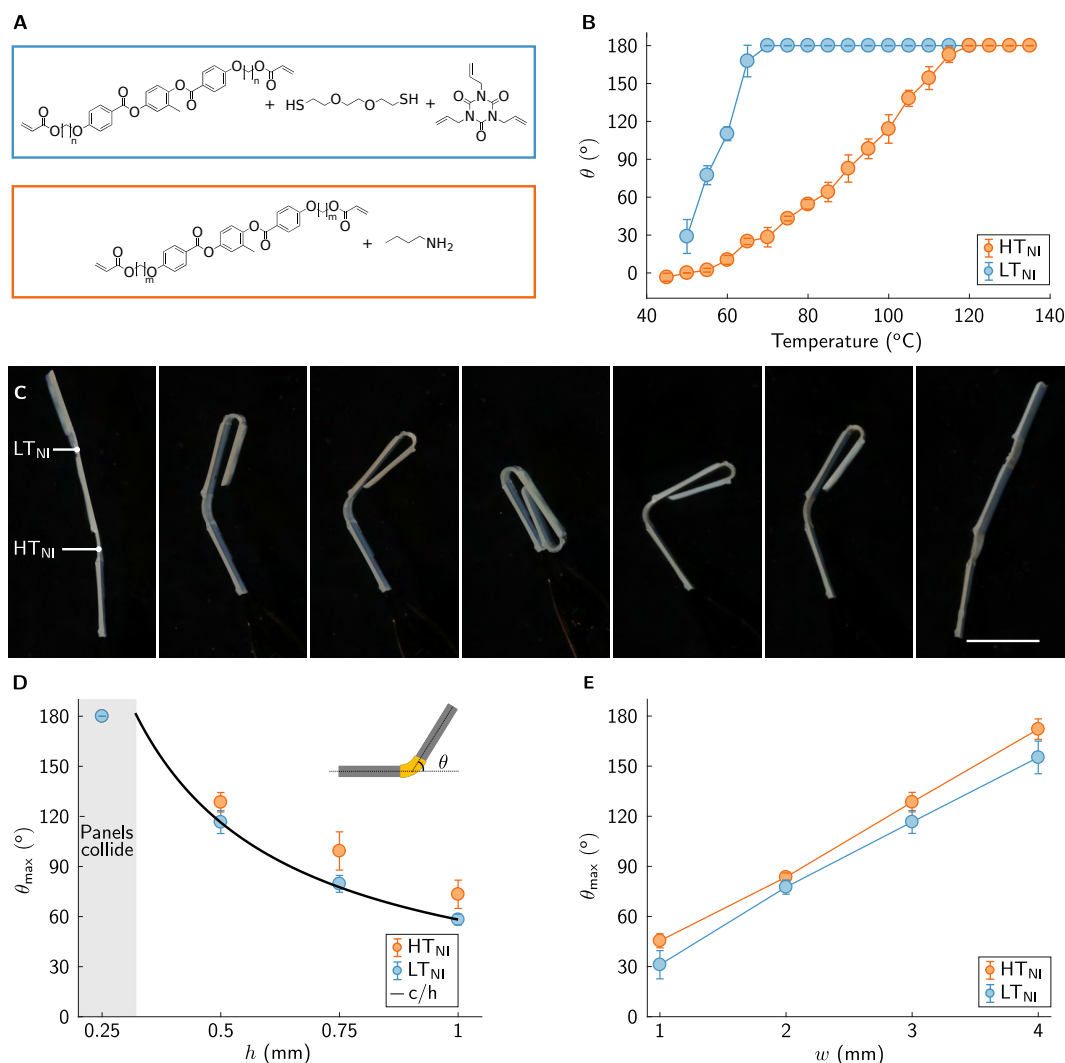 A
O
O
n
O
O
O
O
O
O
O
O
n
+
HS
O
O
SH
+
N
N
N
O
O
O
O
O
m
O
O
O
O
O
O
O
O
m
+
NH2
B
180
150
120
90
60
30
0
θ (°)
40
60
80
100
120
140
Temperature (°C)
HTNI
LTNI
C
LTNI
HTNI
D
180
150
120
90
60
30
0
θmax (°)
Panels
collide
θ
0.25
0.5
0.75
1
h (mm)
HTNI
LTNI
c/h
E
180
150
120
90
60
30
0
θmax (°)
1
2
3
4
w (mm)
HTNI
LTNI